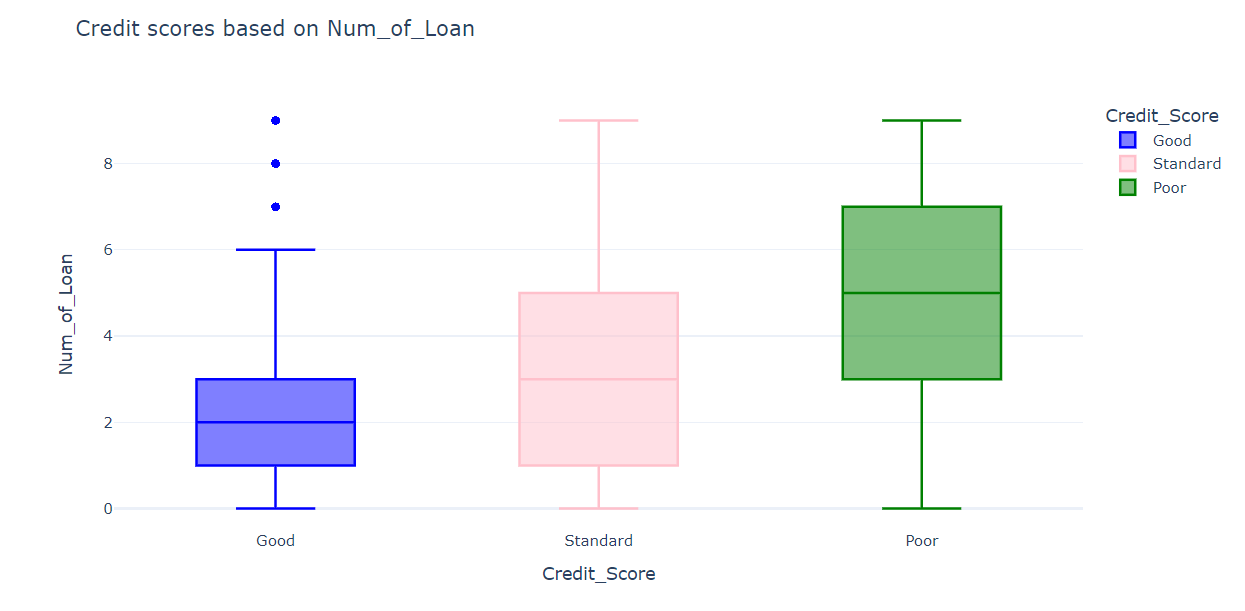 Credit scores based on Num_of_Loan
Credit_Score
Good
Standard
Poor
Num_of_Loan
8
6
4
2
0
Good
Standard
Poor
Credit_Score